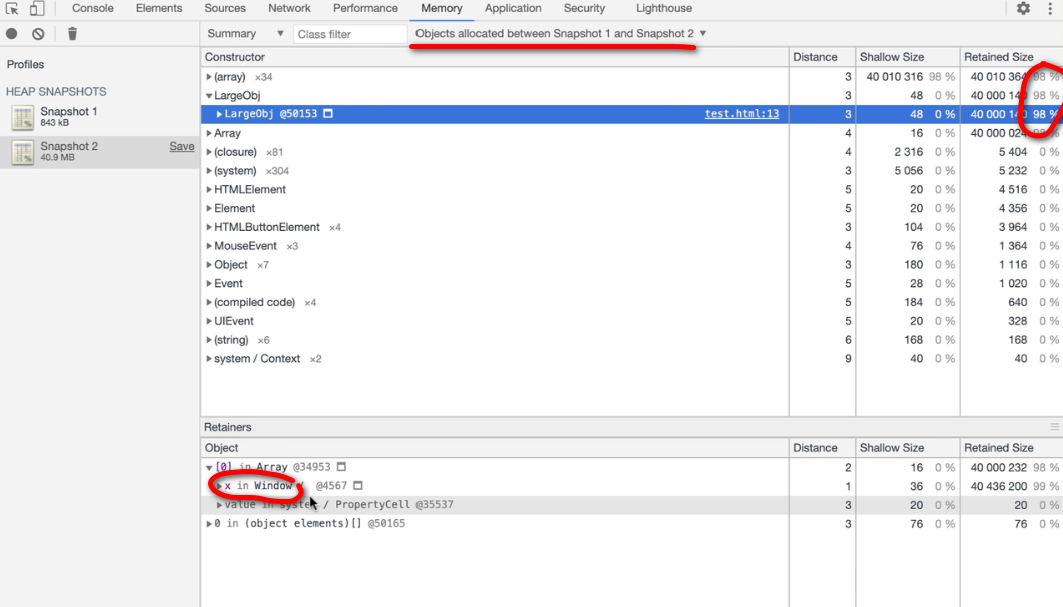 Console Elements Sources Network Performance Memory Application Security Lighthouse
Summary ▼ Class filter Objects allocated between Snapshot 1 and Snapshot 2 ▼
Profiles
HEAP SNAPSHOTS
Snapshot 1
843 kB
Snapshot 2 Save
40.9 MB
Constructor Distance Shallow Size Retained Size
(array) ×34 3 40 010 316 98 % 40 010 364 98 %
LargeObj 3 48 0 % 40 000 140 98 %
LargeObj @50153 test.html:13 3 48 0 % 40 000 140 98 %
Array 4 16 0 % 40 000 024 98 %
(closure) ×81 4 2 316 0 % 5 404 0 %
(system) ×304 3 5 056 0 % 5 232 0 %
HTMLElement 5 20 0 % 4 516 0 %
Element 5 20 0 % 4 356 0 %
HTMLButtonElement ×4 3 104 0 % 3 964 0 %
MouseEvent ×3 4 76 0 % 1 364 0 %
Object ×7 3 180 0 % 1 116 0 %
Event 5 28 0 % 1 020 0 %
(compiled code) ×4 5 184 0 % 640 0 %
UIEvent 5 20 0 % 328 0 %
(string) ×6 6 168 0 % 168 0 %
system / Context ×2 9 40 0 % 40 0 %
Retainers
Object Distance Shallow Size Retained Size
[0] in Array @34953 2 16 0 % 40 000 232 98 %
x in Window / @4567 1 36 0 % 40 436 200 99 %
value in system / PropertyCell @35537 3 20 0 % 20 0 %
0 in (object elements)[] @50165 3 76 0 % 76 0 %